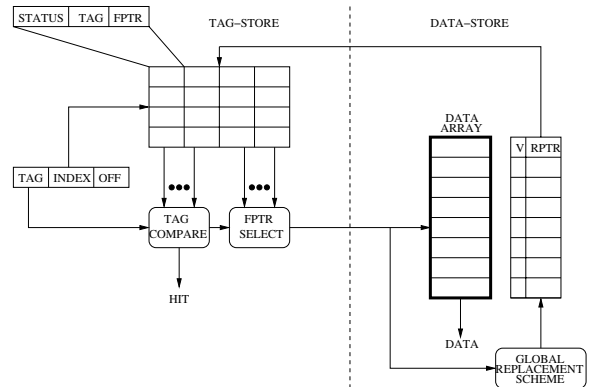 STATUS TAG FPTR
TAG-STORE
DATA-STORE
DATA
ARRAY
V RPTR
TAG INDEX OFF
TAG
COMPARE
FPTR
SELECT
HIT
DATA
GLOBAL
REPLACEMENT
SCHEME